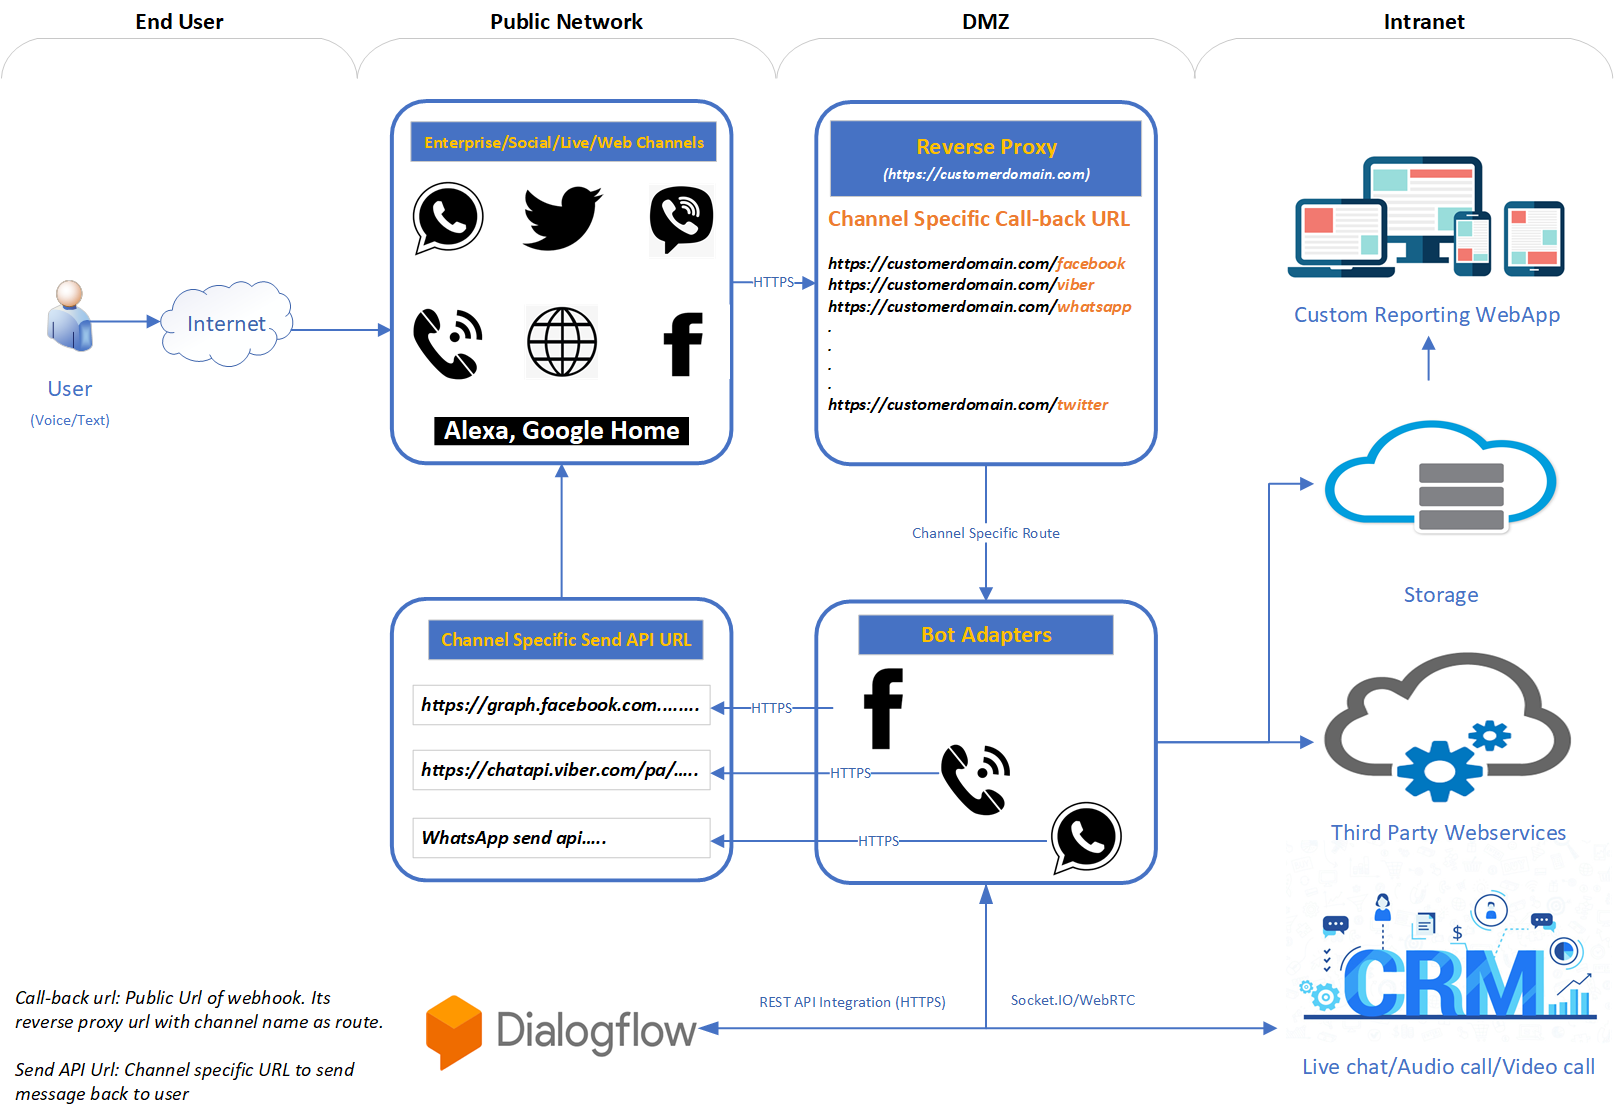 End User
Public Network
DMZ
Intranet
Enterprise/Social/Live/Web Channels
Alexa, Google Home
Reverse Proxy
(https://customerdomain.com)
Channel Specific Call-back URL
https://customerdomain.com/facebook
https://customerdomain.com/viber
https://customerdomain.com/whatsapp
.
.
.
.
https://customerdomain.com/twitter
HTTPS
Internet
User
(Voice/Text)
Custom Reporting WebApp
Channel Specific Route
Storage
Channel Specific Send API URL
https://graph.facebook.com........
https://chatapi.viber.com/pa/.....
WhatsApp send api.....
Bot Adapters
HTTPS
HTTPS
HTTPS
Third Party Webservices
$
CRM
Live chat/Audio call/Video call
REST API Integration (HTTPS)
Socket.IO/WebRTC
Dialogflow
Call-back url: Public Url of webhook. Its
reverse proxy url with channel name as route.
Send API Url: Channel specific URL to send
message back to user